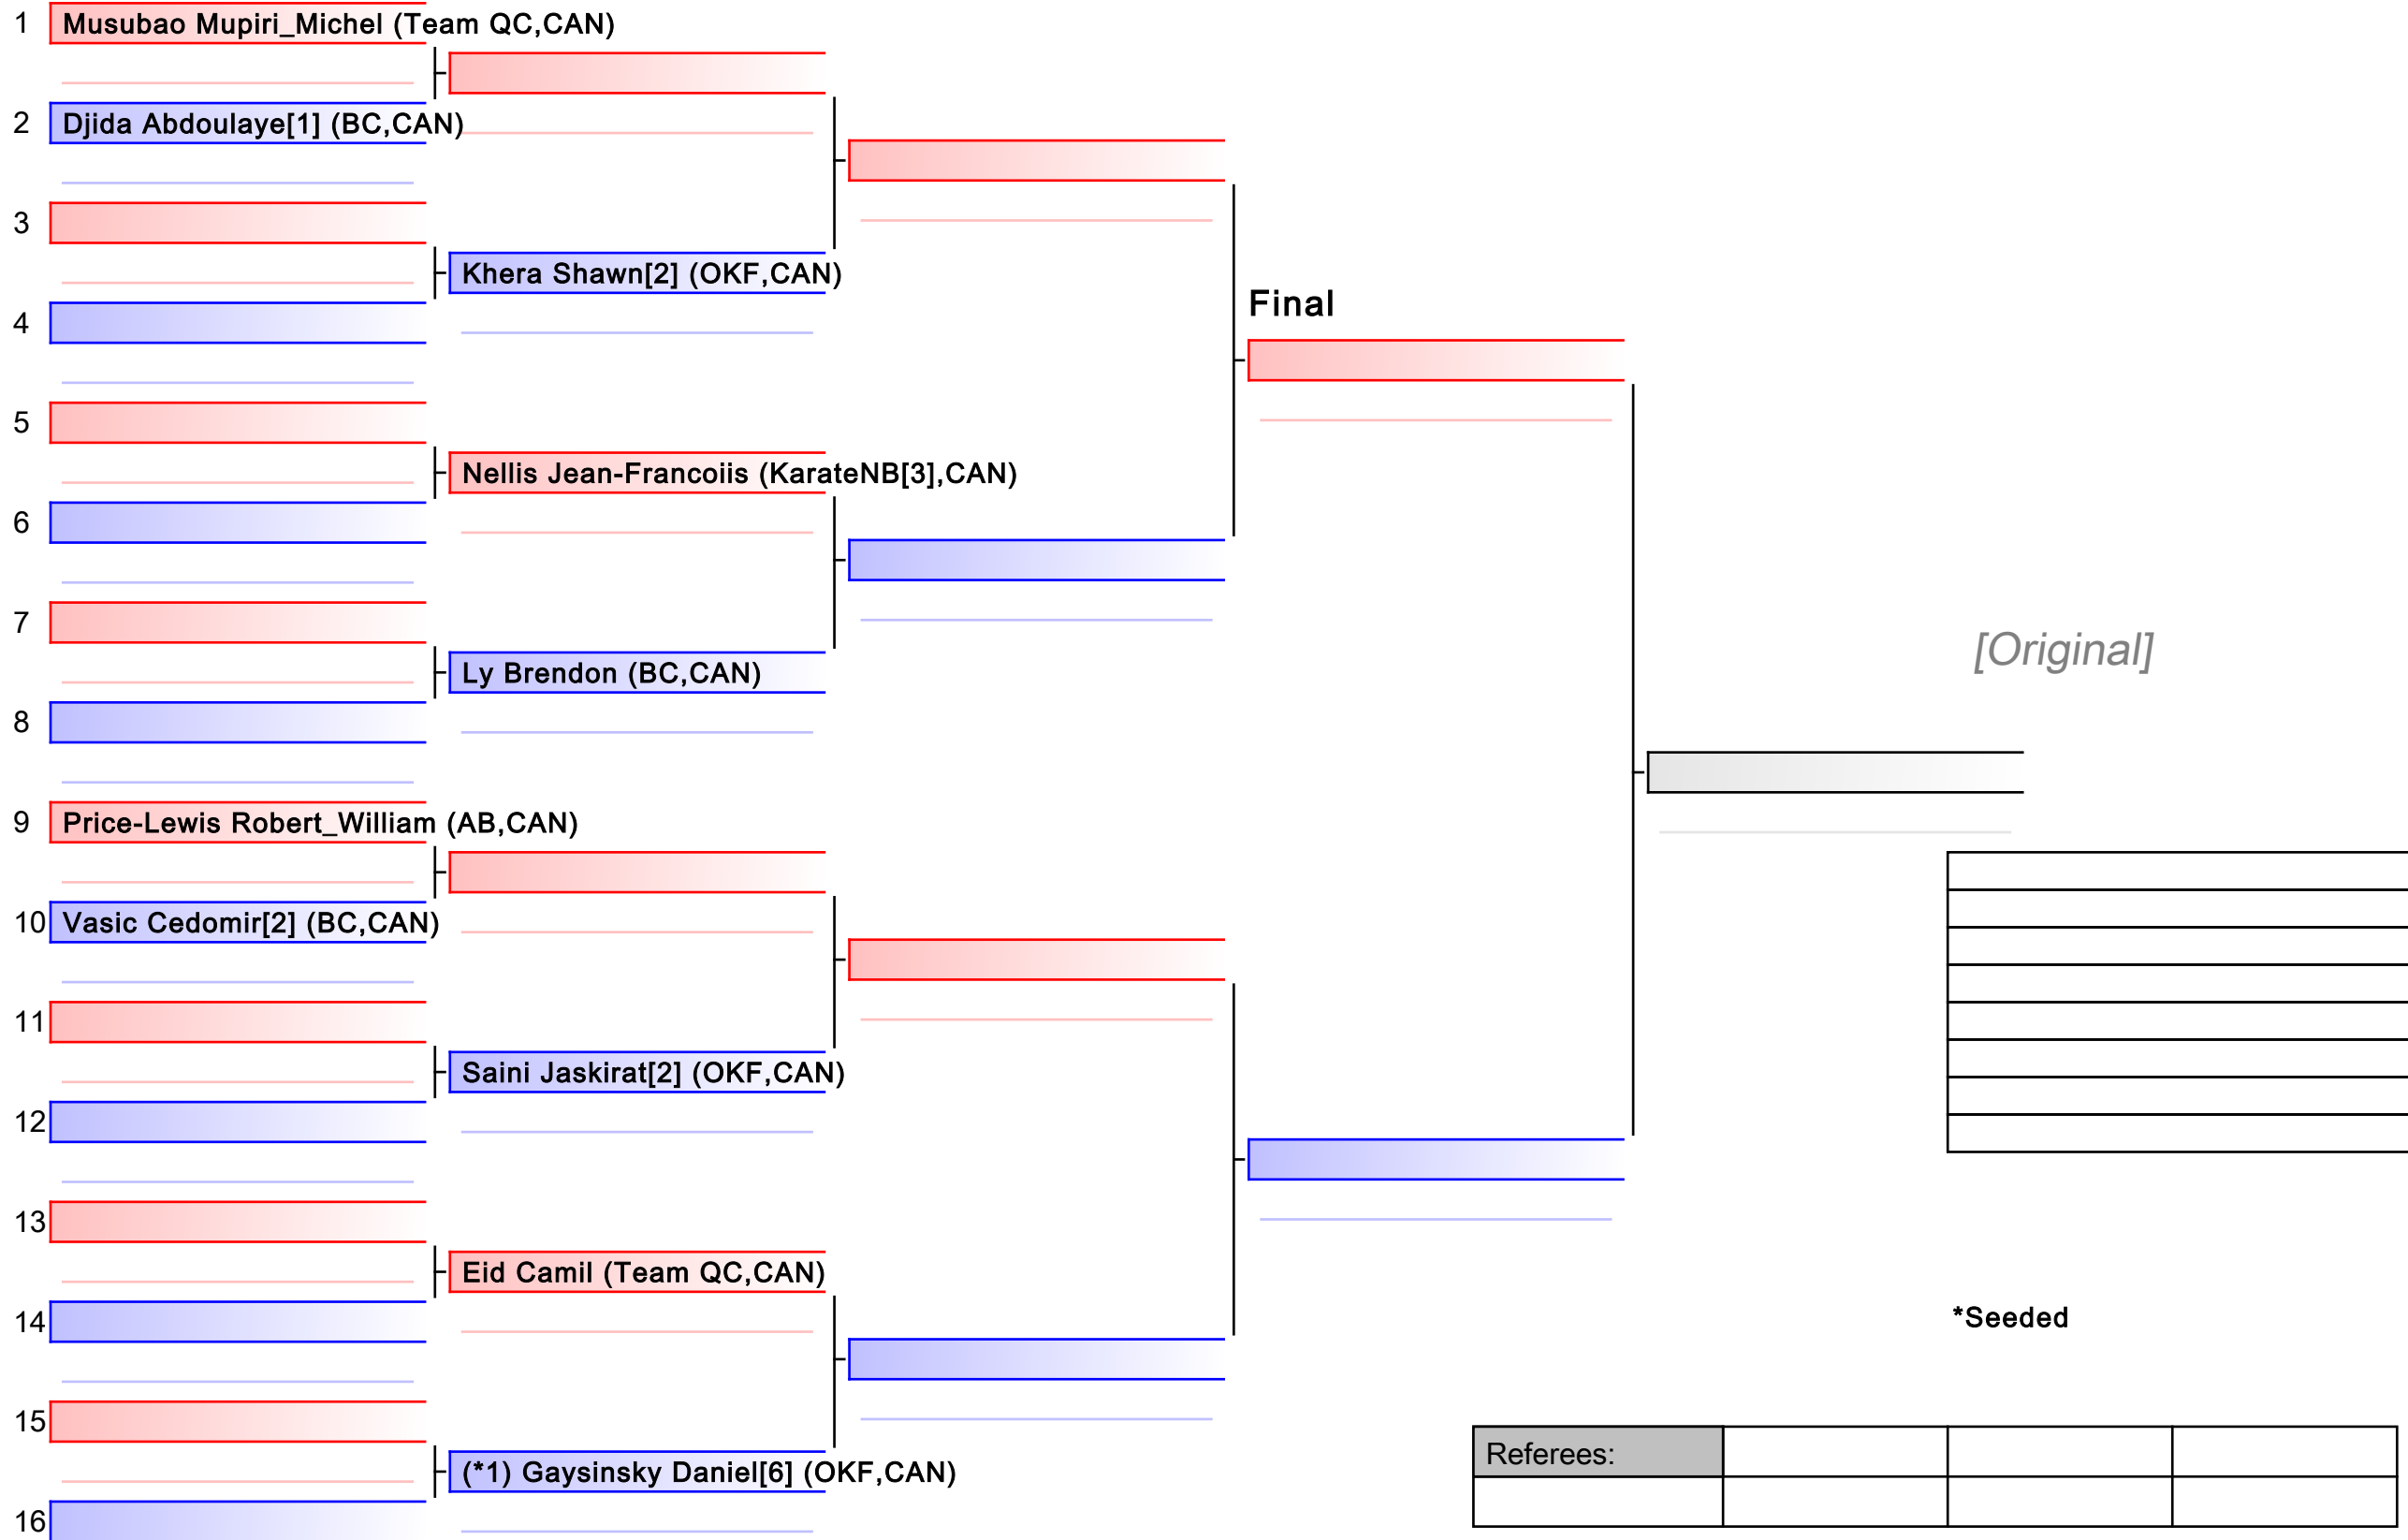 1 Musubao Mupiri_Michel (Team QC,CAN)
2 Djida Abdoulaye[1] (BC,CAN)
3
Khera Shawn[2] (OKF,CAN)
Final
4
5
Nellis Jean-Francoiis (KarateNB[3],CAN)
6
7
[Original]
Ly Brendon (BC,CAN)
8
9 Price-Lewis Robert_William (AB,CAN)
10 Vasic Cedomir[2] (BC,CAN)
11
Saini Jaskirat[2] (OKF,CAN)
12
13
Eid Camil (Team QC,CAN)
14
*Seeded
15
Referees:
(*1) Gaysinsky Daniel[6] (OKF,CAN)
16